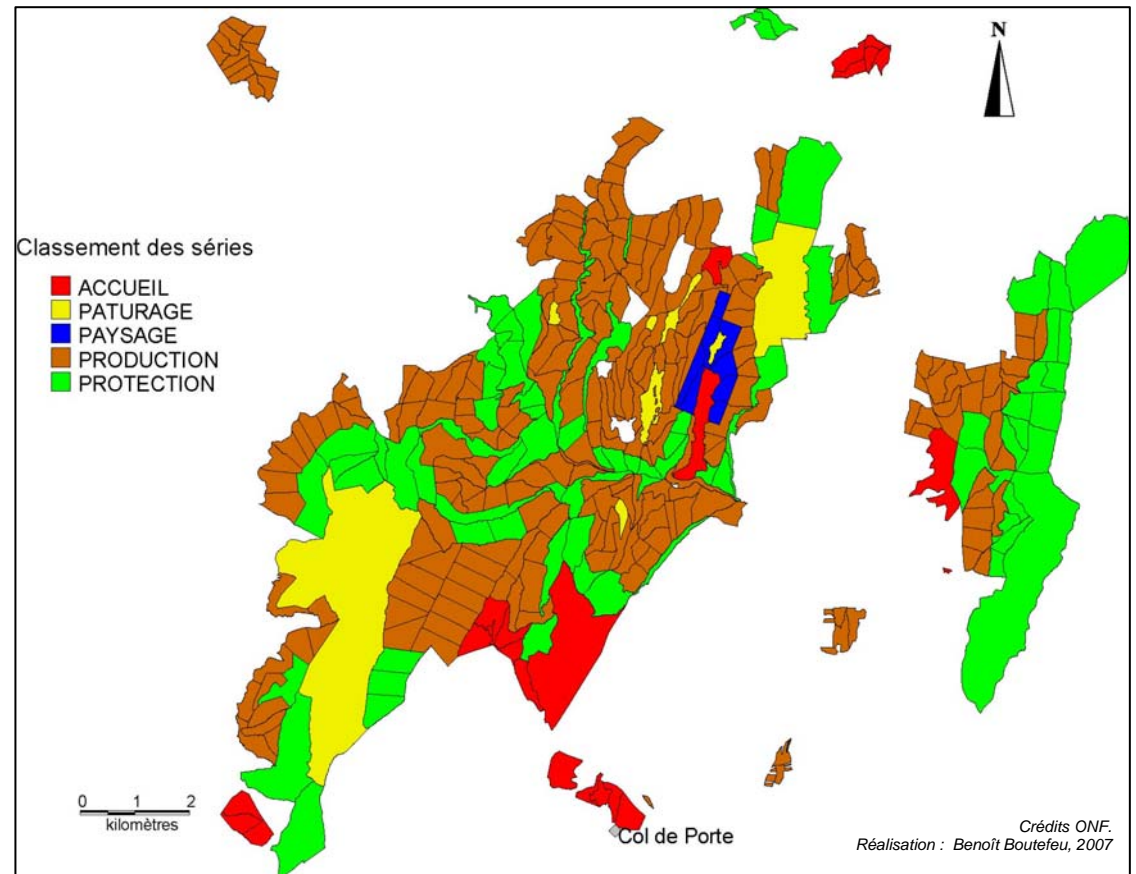 N
Classement des séries
ACCUEIL
PATURAGE
PAYSAGE
PRODUCTION
PROTECTION
0 1 2
kilomètres
Col de Porte
Crédits ONF.
Réalisation : Benoît Boutefeu, 2007